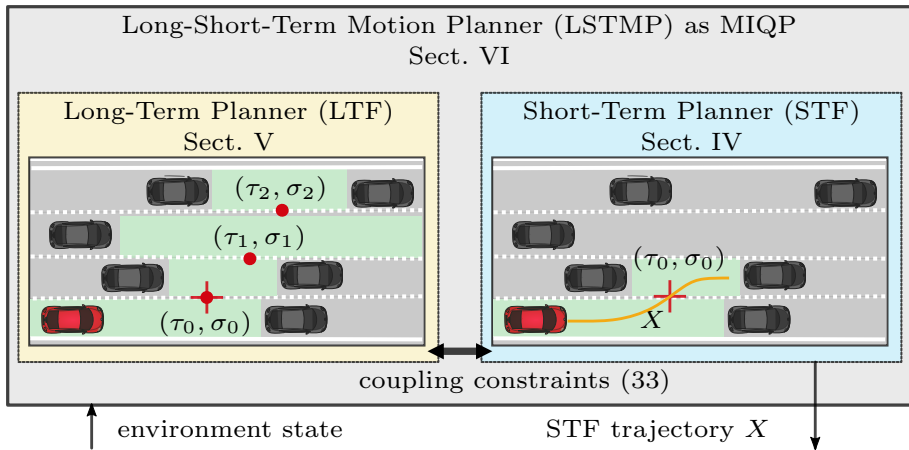 Long-Short-Term Motion Planner (LSTMP) as MIQP
Sect. VI
Long-Term Planner (LTF)
Sect. V
(τ₂, σ₂)
(τ₁, σ₁)
(τ₀, σ₀)
Short-Term Planner (STF)
Sect. IV
(τ₀, σ₀)
X
coupling constraints (33)
environment state
STF trajectory X